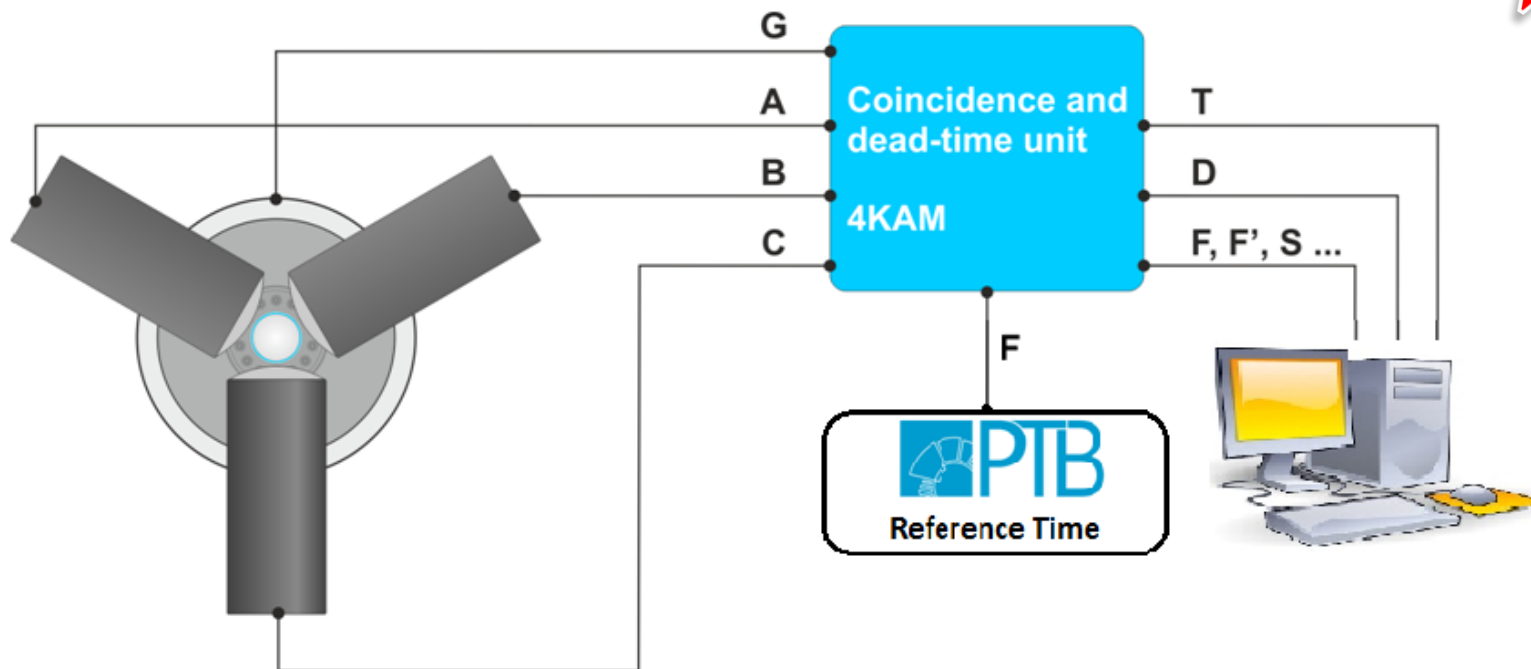 G
A
B
C
Coincidence and
dead-time unit
4KAM
T
D
F, F’, S ...
F
PTB
Reference Time